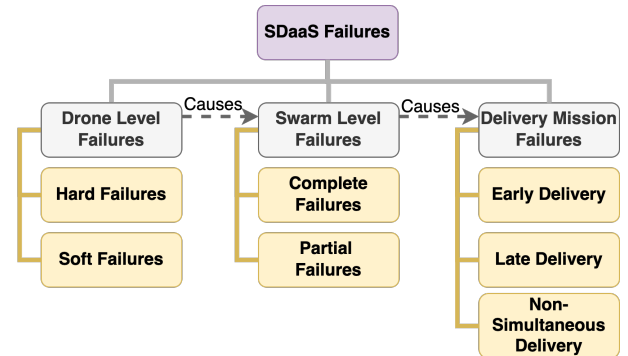 SDaaS Failures
Causes
Causes
Drone Level
Failures
Swarm Level
Failures
Delivery Mission
Failures
Hard Failures
Complete
Failures
Early Delivery
Soft Failures
Partial
Failures
Late Delivery
Non-
Simultaneous
Delivery